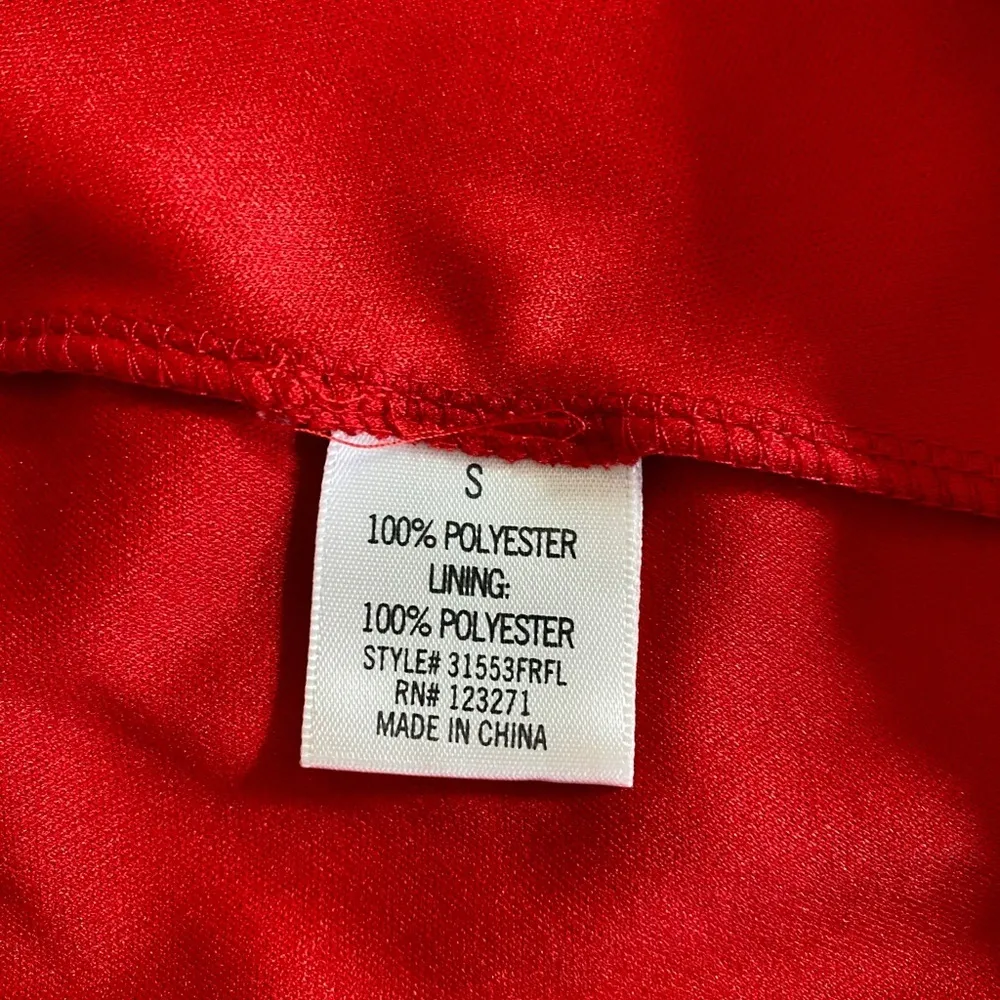 S
100% POLYESTER
LINING:
100% POLYESTER
STYLE# 31553FRFL
RN# 123271
MADE IN CHINA